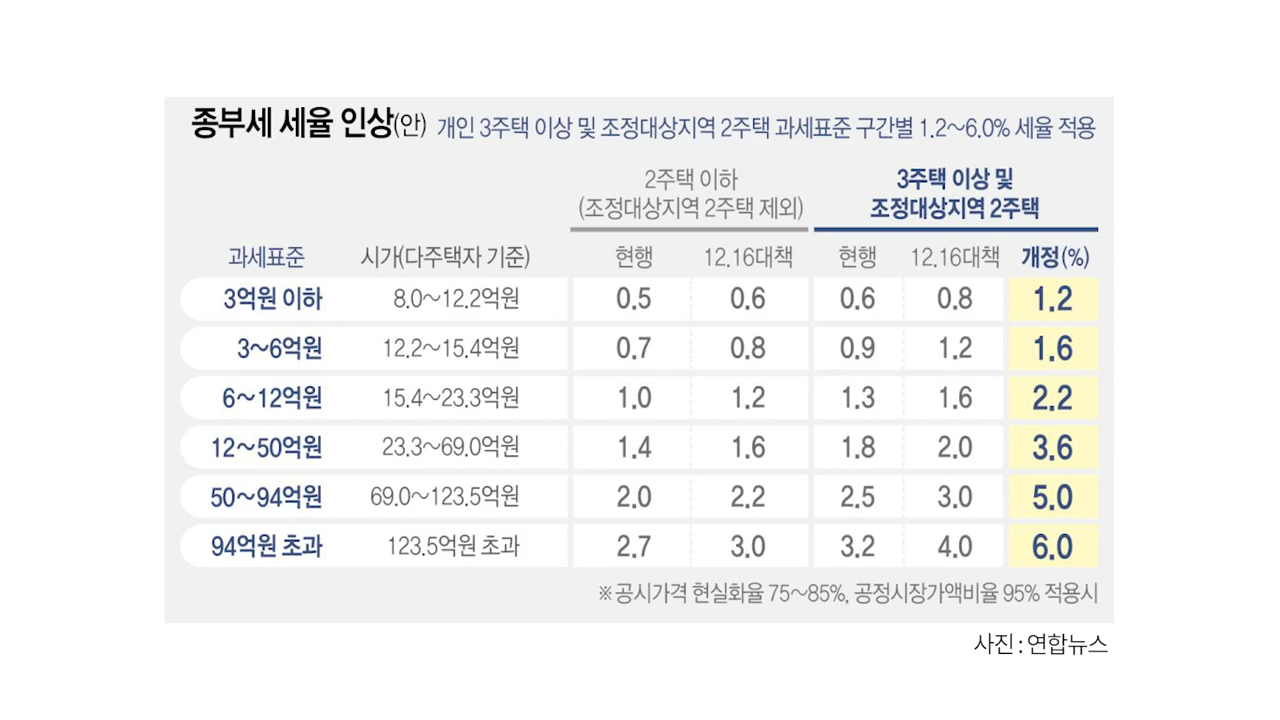 종부세 세율 인상(안) 개인 3주택 이상 및 조정대상지역 2주택 과세표준 구간별 1.2~6.0% 세율 적용
2주택 이하 3주택 이상 및
(조정대상지역 2주택 제외) 조정대상지역 2주택
과세표준 시가(다주택자 기준) 현행 12.16대책 현행 12.16대책 개정(%)
3억원 이하 8.0~12.2억원 0.5 0.6 0.6 0.8 1.2
3~6억원 12.2~15.4억원 0.7 0.8 0.9 1.2 1.6
6~12억원 15.4~23.3억원 1.0 1.2 1.3 1.6 2.2
12~50억원 23.3~69.0억원 1.4 1.6 1.8 2.0 3.6
50~94억원 69.0~123.5억원 2.0 2.2 2.5 3.0 5.0
94억원 초과 123.5억원 초과 2.7 3.0 3.2 4.0 6.0
※공시가격 현실화율 75~85%, 공정시장가액비율 95% 적용시
사진 : 연합뉴스